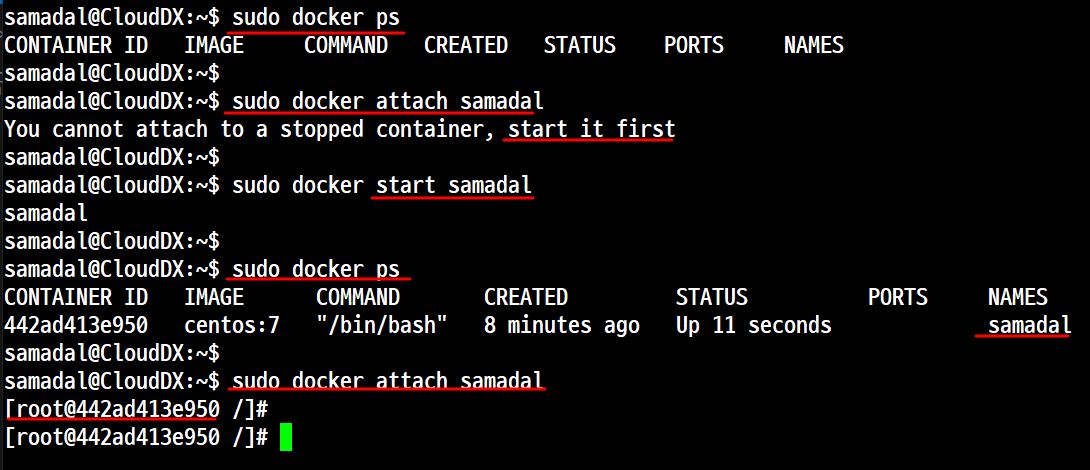 samadal@CloudDX:~$ sudo docker ps
CONTAINER ID   IMAGE     COMMAND   CREATED   STATUS    PORTS     NAMES
samadal@CloudDX:~$
samadal@CloudDX:~$ sudo docker attach samadal
You cannot attach to a stopped container, start it first
samadal@CloudDX:~$
samadal@CloudDX:~$ sudo docker start samadal
samadal
samadal@CloudDX:~$
samadal@CloudDX:~$ sudo docker ps
CONTAINER ID   IMAGE      COMMAND       CREATED         STATUS          PORTS     NAMES
442ad413e950   centos:7   "/bin/bash"   8 minutes ago   Up 11 seconds             samadal
samadal@CloudDX:~$
samadal@CloudDX:~$ sudo docker attach samadal
[root@442ad413e950 /]#
[root@442ad413e950 /]#